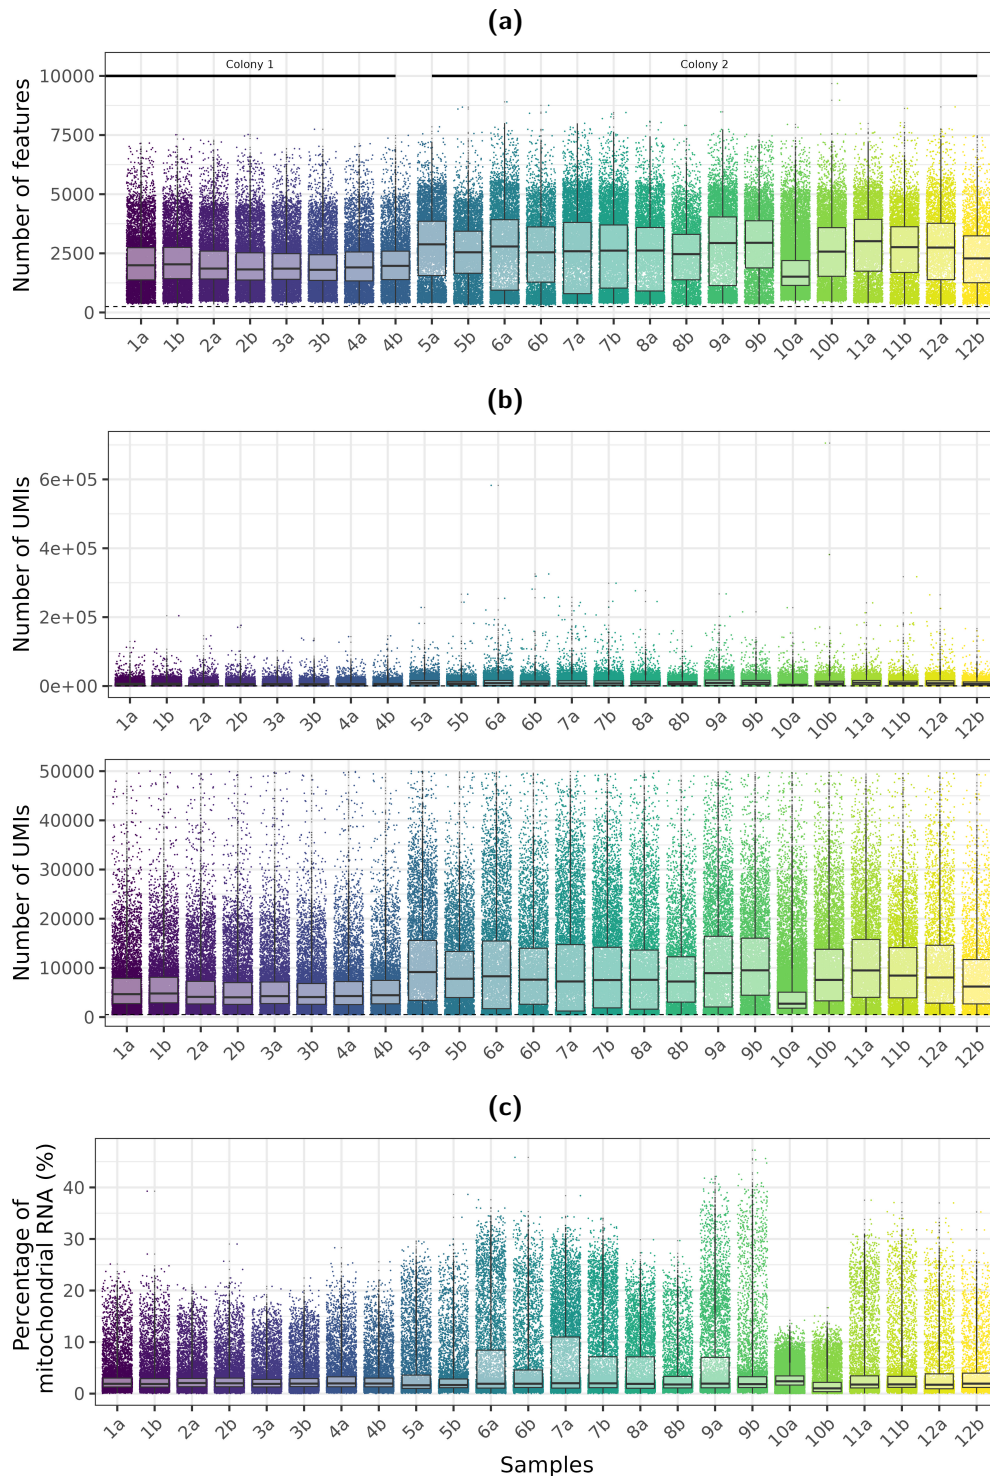 (a)
Colony 1
Colony 2
Number of features
10000
7500
5000
2500
0
1a 1b 2a 2b 3a 3b 4a 4b 5a 5b 6a 6b 7a 7b 8a 8b 9a 9b 10a 10b 11a 11b 12a 12b
(b)
Number of UMIs
6e+05
4e+05
2e+05
0e+00
1a 1b 2a 2b 3a 3b 4a 4b 5a 5b 6a 6b 7a 7b 8a 8b 9a 9b 10a 10b 11a 11b 12a 12b
Number of UMIs
50000
40000
30000
20000
10000
0
1a 1b 2a 2b 3a 3b 4a 4b 5a 5b 6a 6b 7a 7b 8a 8b 9a 9b 10a 10b 11a 11b 12a 12b
(c)
Percentage of
mitochondrial RNA (%)
40
30
20
10
0
1a 1b 2a 2b 3a 3b 4a 4b 5a 5b 6a 6b 7a 7b 8a 8b 9a 9b 10a 10b 11a 11b 12a 12b
Samples